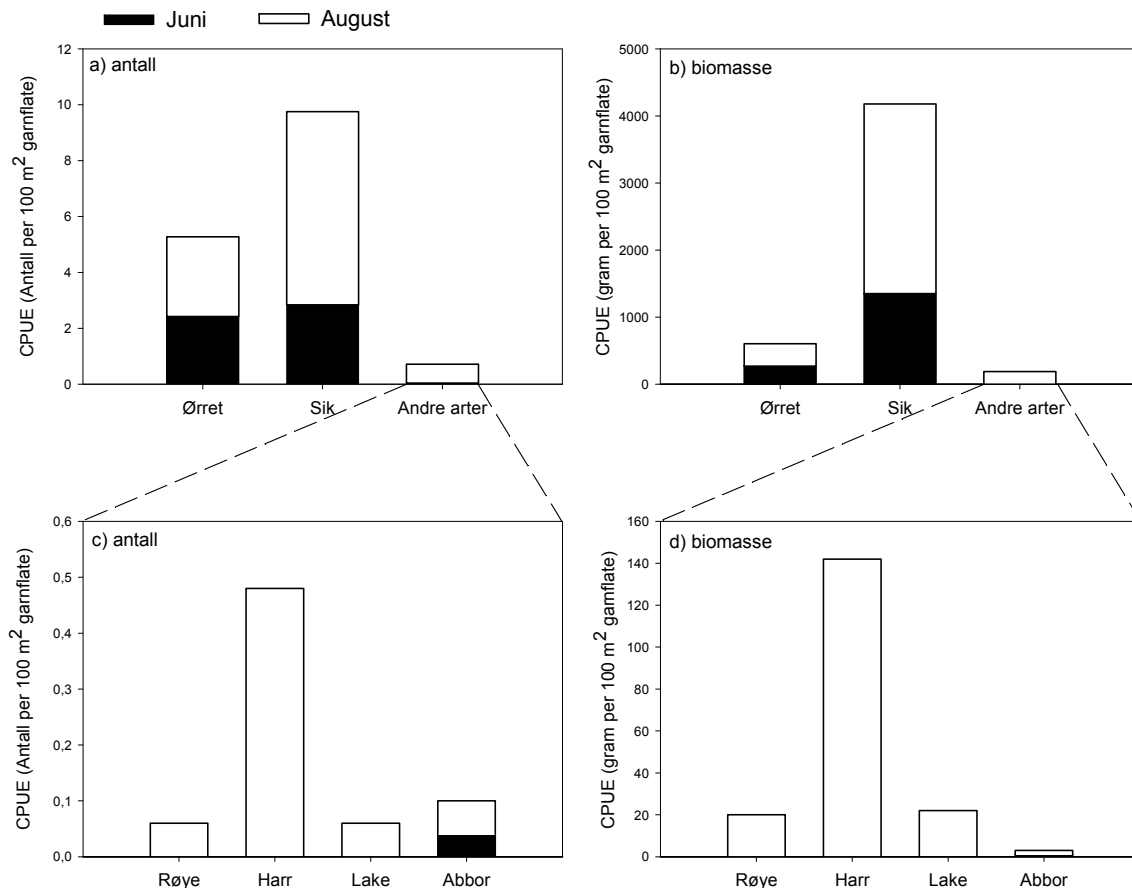 Juni August
a) antall
CPUE (Antall per 100 m² garnflate)
12
10
8
6
4
2
0
Ørret Sik Andre arter
b) biomasse
CPUE (gram per 100 m² garnflate)
5000
4000
3000
2000
1000
0
Ørret Sik Andre arter
c) antall
CPUE (Antall per 100 m² garnflate)
0,6
0,5
0,4
0,3
0,2
0,1
0,0
Røye Harr Lake Abbor
d) biomasse
CPUE (gram per 100 m² garnflate)
160
140
120
100
80
60
40
20
0
Røye Harr Lake Abbor